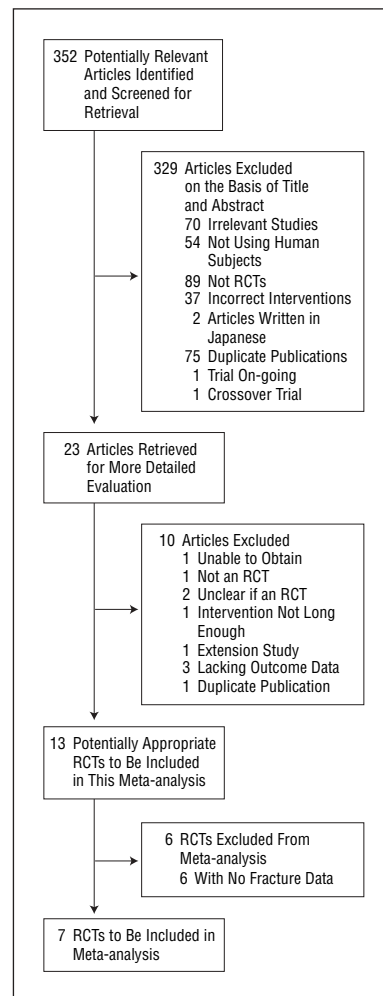 352 Potentially Relevant
Articles Identified
and Screened for
Retrieval
329 Articles Excluded
on the Basis of Title
and Abstract
70 Irrelevant Studies
54 Not Using Human
Subjects
89 Not RCTs
37 Incorrect Interventions
2 Articles Written in
Japanese
75 Duplicate Publications
1 Trial On-going
1 Crossover Trial
23 Articles Retrieved
for More Detailed
Evaluation
10 Articles Excluded
1 Unable to Obtain
1 Not an RCT
2 Unclear if an RCT
1 Intervention Not Long
Enough
1 Extension Study
3 Lacking Outcome Data
1 Duplicate Publication
13 Potentially Appropriate
RCTs to Be Included
in This Meta-analysis
6 RCTs Excluded From
Meta-analysis
6 With No Fracture Data
7 RCTs to Be Included in
Meta-analysis